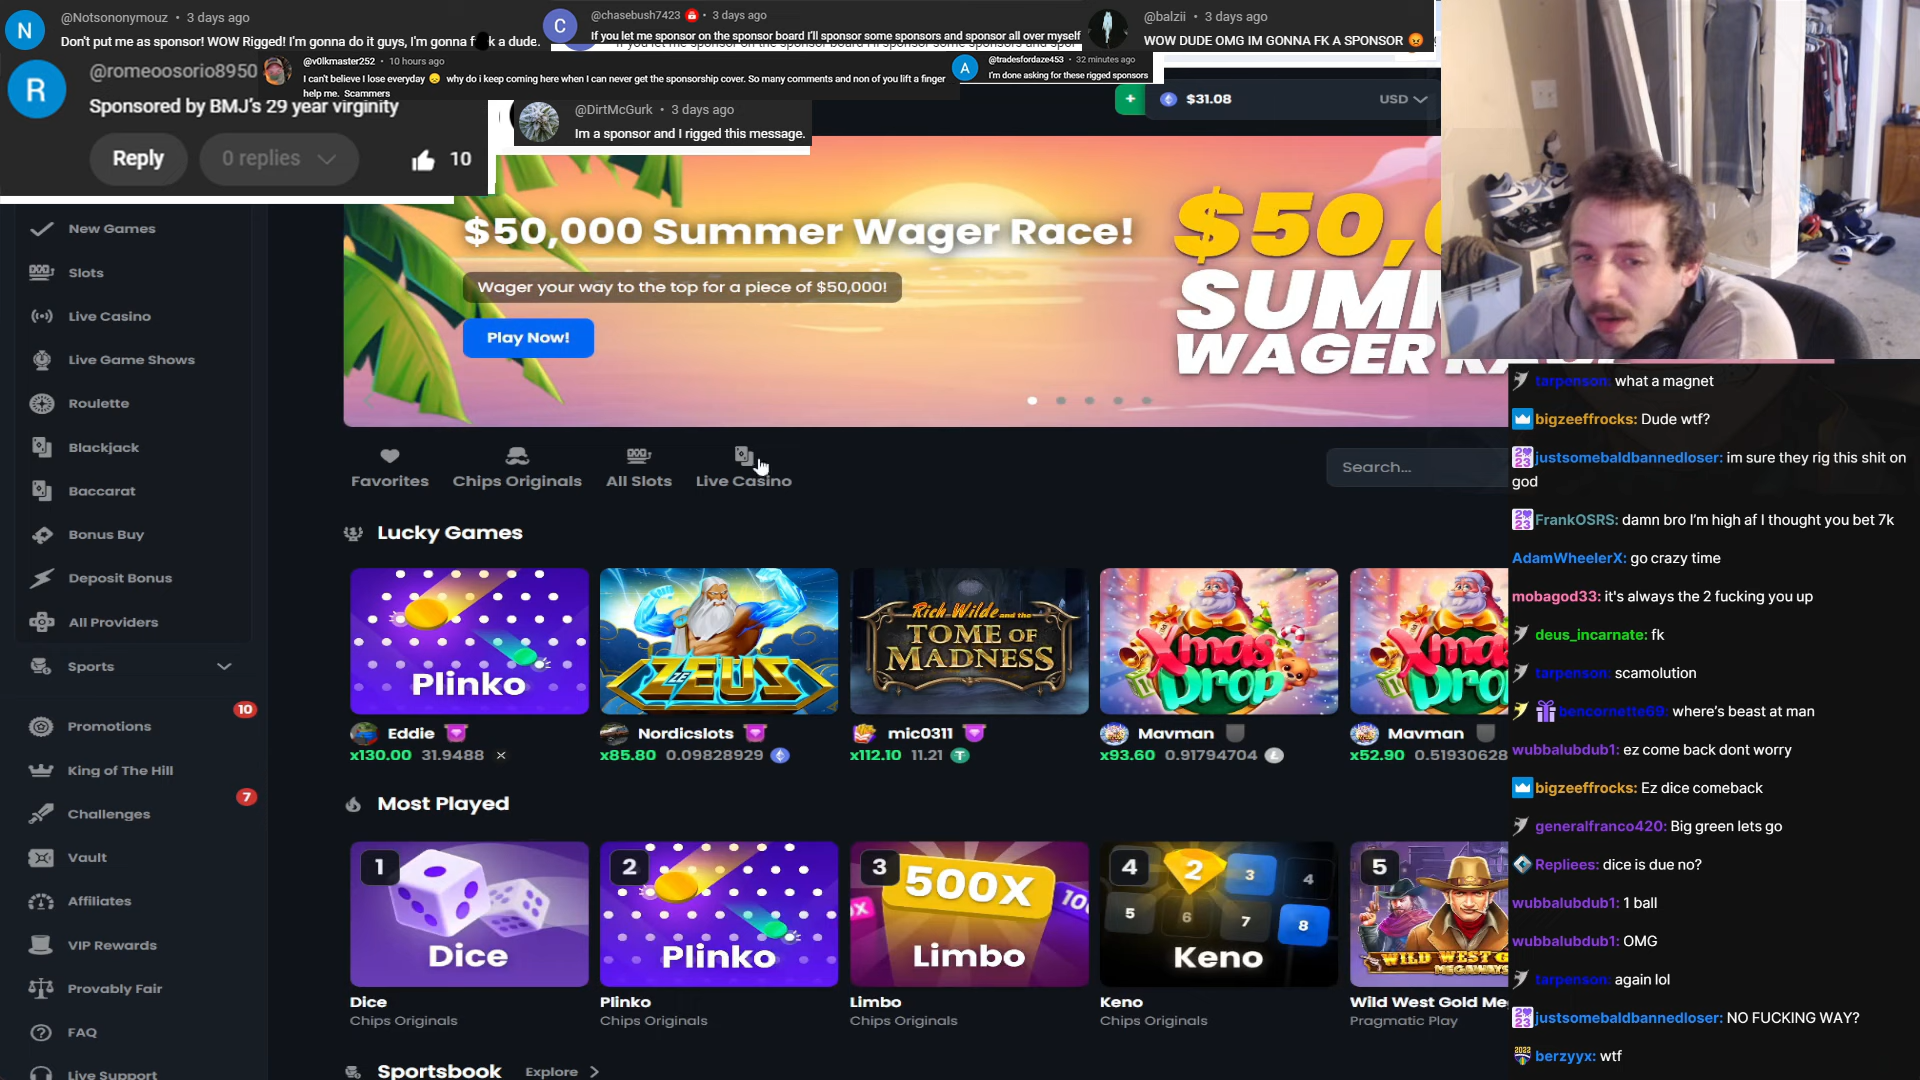 N
@Notsononymouz • 3 days ago
Don't put me as sponsor! WOW Rigged! I'm gonna do it guys, I'm gonna f k a dude.
C
@chasebush7423 • 3 days ago
If you let me sponsor on the sponsor board I'll sponsor some sponsors and sponsor all over myself
@balzii • 3 days ago
WOW DUDE OMG IM GONNA FK A SPONSOR 😡
R
@romeoosorio8950
Sponsored by BMJ's 29 year virginity
Reply
0 replies
10
@v0lkmaster252 • 10 hours ago
I can't believe I lose everyday 😞 why do i keep coming here when I can never get the sponsorship cover. So many comments and non of you lift a finger
help me. Scammers
A
@tradesfordaze453 • 32 minutes ago
I'm done asking for these rigged sponsors
@DirtMcGurk • 3 days ago
Im a sponsor and I rigged this message.
+
$31.08
USD
New Games
Slots
Live Casino
Live Game Shows
Roulette
Blackjack
Baccarat
Bonus Buy
Deposit Bonus
All Providers
Sports
Promotions
10
King of The Hill
Challenges
7
Vault
Affiliates
VIP Rewards
Provably Fair
FAQ
Live Support
$50,000 Summer Wager Race!
Wager your way to the top for a piece of $50,000!
Play Now!
$50,
SUMM
WAGER
Favorites
Chips Originals
All Slots
Live Casino
Search...
Lucky Games
Plinko
ZEUS
Rich Wilde and the
TOME OF
MADNESS
Xmas
Drop
Xmas
Drop
Eddie
x130.00 31.9488
Nordicslots
x85.80 0.09828929
mic0311
x112.10 11.21
Mavman
x93.60 0.91794704
Mavman
x52.90 0.51930628
Most Played
1
Dice
2
Plinko
3
500X
Limbo
4
2
3
4
5
6
7
8
Keno
5
WILD WEST G
MEGAWAYS
Dice
Chips Originals
Plinko
Chips Originals
Limbo
Chips Originals
Keno
Chips Originals
Wild West Gold Me
Pragmatic Play
Sportsbook
Explore
tarpenson: what a magnet
bigzeeffrocks: Dude wtf?
justsomebaldbannedloser: im sure they rig this shit on
god
FrankOSRS: damn bro I'm high af I thought you bet 7k
AdamWheelerX: go crazy time
mobagod33: it's always the 2 fucking you up
deus_incarnate: fk
tarpenson: scamolution
bencornette69: where's beast at man
wubbalubdub1: ez come back dont worry
bigzeeffrocks: Ez dice comeback
generalfranco420: Big green lets go
Repliees: dice is due no?
wubbalubdub1: 1 ball
wubbalubdub1: OMG
tarpenson: again lol
justsomebaldbannedloser: NO FUCKING WAY?
berzyyx: wtf